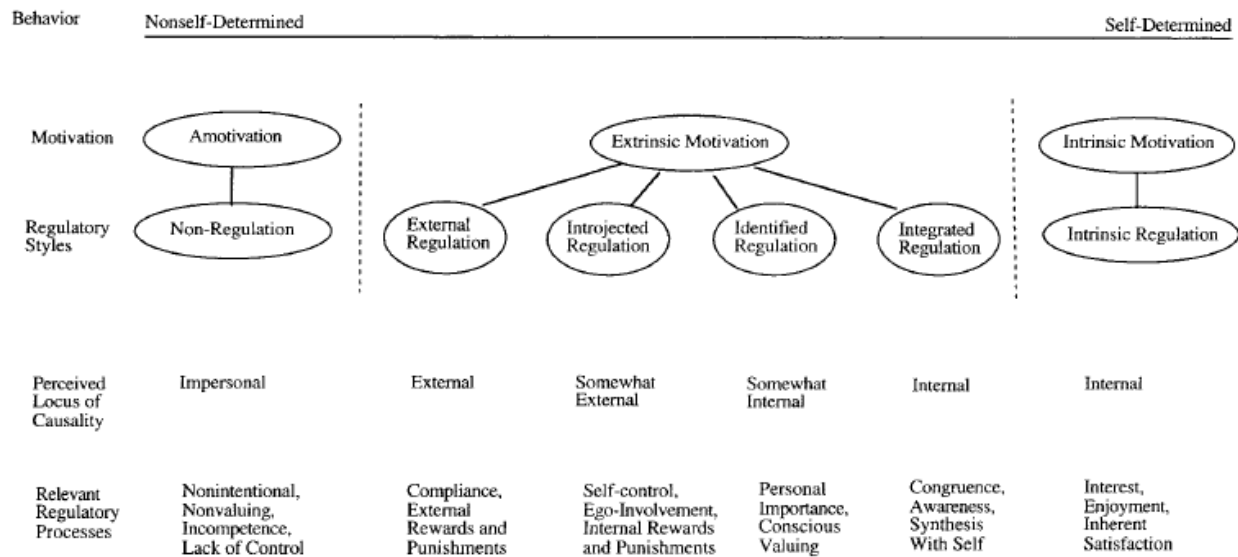 Behavior Nonself-Determined Self-Determined
Motivation Amotivation Extrinsic Motivation Intrinsic Motivation
Regulatory
Styles
Non-Regulation
External
Regulation
Introjected
Regulation
Identified
Regulation
Integrated
Regulation
Intrinsic Regulation
Perceived
Locus of
Causality
Impersonal
External
Somewhat
External
Somewhat
Internal
Internal
Internal
Relevant
Regulatory
Processes
Nonintentional,
Nonvaluing,
Incompetence,
Lack of Control
Compliance,
External
Rewards and
Punishments
Self-control,
Ego-Involvement,
Internal Rewards
and Punishments
Personal
Importance,
Conscious
Valuing
Congruence,
Awareness,
Synthesis
With Self
Interest,
Enjoyment,
Inherent
Satisfaction